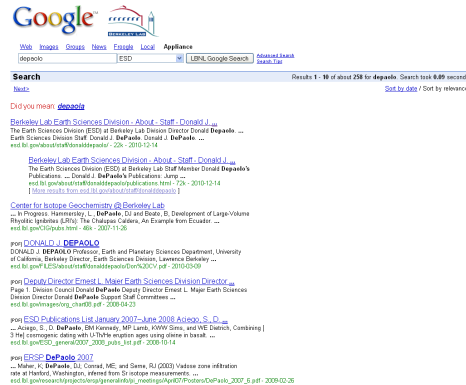 Google™
BERKELEY LAB
Web Images Groups News Froogle Local Appliance
depaolo ESD LBNL Google Search Advanced Search
Search Tips
Search Results 1 - 10 of about 258 for depaolo. Search took 0.09 second
Next> Sort by date / Sort by relevanc
Did you mean: depaola
Berkeley Lab Earth Sciences Division - About - Staff - Donald J. ...
The Earth Sciences Division (ESD) at Berkeley Lab Division Director Donald Depaolo. ...
Earth Sciences Division Staff: Donald J. DePaolo. Donald J. DePaolo. ...
esd.lbl.gov/about/staff/donalddepaolo/ - 22k - 2010-12-14
Berkeley Lab Earth Sciences Division - About - Staff - Donald J. ...
The Earth Sciences Division (ESD) at Berkeley Lab Staff Member Donald DePaolo's
Publications. ... Donald J. DePaolo's Publications: Jump ...
esd.lbl.gov/about/staff/donalddepaolo/publications.html - 72k - 2010-12-14
[ More results from esd.lbl.gov/about/staff/donalddepaolo ]
Center for Isotope Geochemistry @ Berkeley Lab
... In Progress. Hammersley, L., DePaolo, DJ and Beate, B, Development of Large-Volume
Rhyolitic Ignibrites (LRI's): The Chalupas Caldera, An Example from Ecuador. ...
esd.lbl.gov/CIG/pubs.html - 46k - 2007-11-26
[PDF] DONALD J. DEPAOLO
DONALD J. DEPAOLO Professor, Earth and Planetary Sciences Department, University
of California, Berkeley Director, Earth Sciences Division, Lawrence Berkeley ...
esd.lbl.gov/FILES/about/staff/donalddepaolo/Don%20CV.pdf - 2010-03-09
[PDF] Deputy Director Ernest L. Majer Earth Sciences Division Director ...
Page 1. Division Council Donald DePaolo Deputy Director Ernest L. Majer Earth Sciences
Division Director Donald DePaolo Support Staff Committees ...
esd.lbl.gov/images/org_chart08.pdf - 2008-04-23
[PDF] ESD Publications List January 2007–June 2008 Aciego, S., D. ...
... Aciego, S., D. DePaolo, BM Kennedy, MP Lamb, KWW Sims, and WE Dietrich, Combining [
3 He] cosmogenic dating with U-Th/He eruption ages using olivine in basalt. ...
esd.lbl.gov/ESD_general/2007_2008_pubs_list.pdf - 2008-10-14
[PDF] ERSP DePaolo 2007
... Maher, K, DePaolo, DJ, Conrad, ME, and Serne, RJ (2003) Vadose zone infiltration
rate at Hanford, Washington, inferred from Sr isotope measurements. ...
esd.lbl.gov/research/projects/ersp/generalinfo/pi_meetings/April07/Posters/DePaolo_2007_6.pdf - 2009-02-26